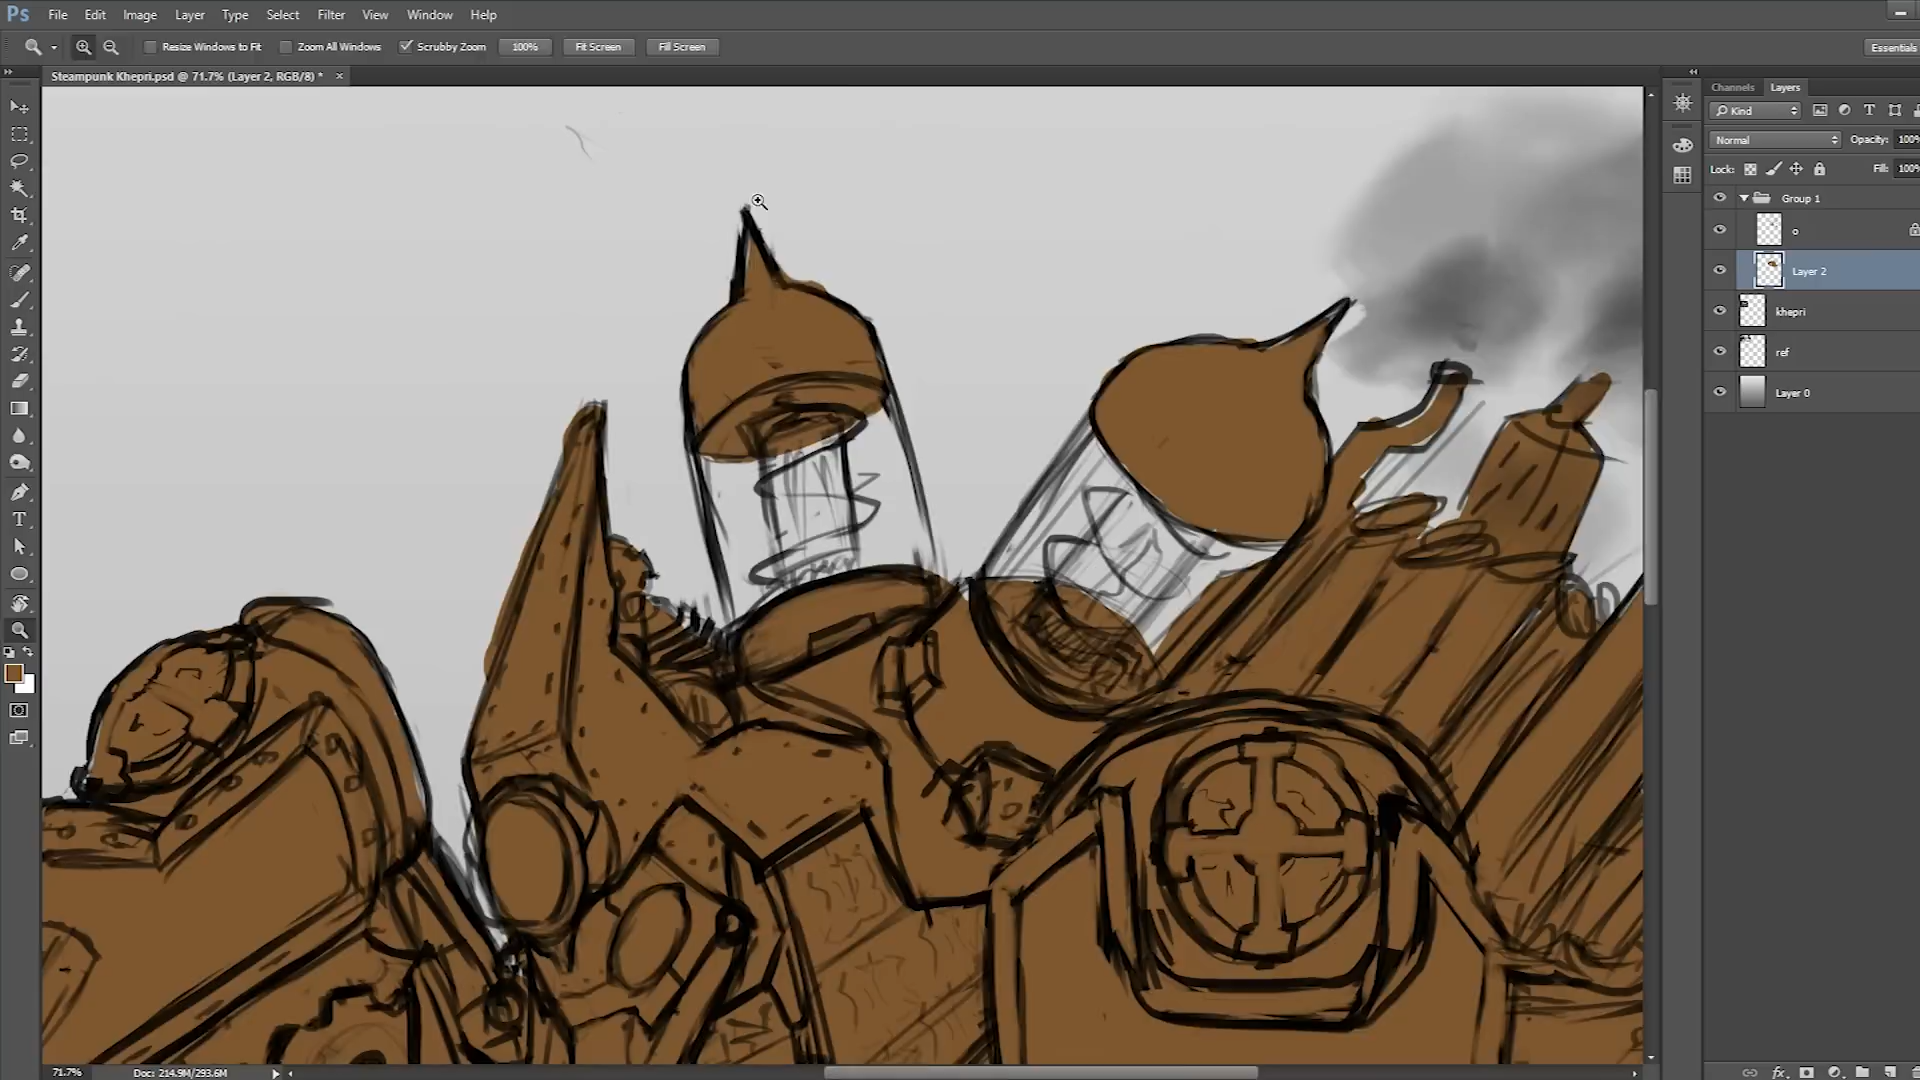 Ps File Edit Image Layer Type Select Filter View Window Help
Resize Windows to Fit Zoom All Windows Scrubby Zoom 100% Fit Screen Fill Screen Essentials
Steampunk Khepri.psd @ 71.7% (Layer 2, RGB/8) * ×
Channels Layers
Kind
Normal Opacity: 100%
Lock: Fill: 100%
Group 1
o
Layer 2
khepri
ref
Layer 0
71.7% Doc: 214.9M/293.6M